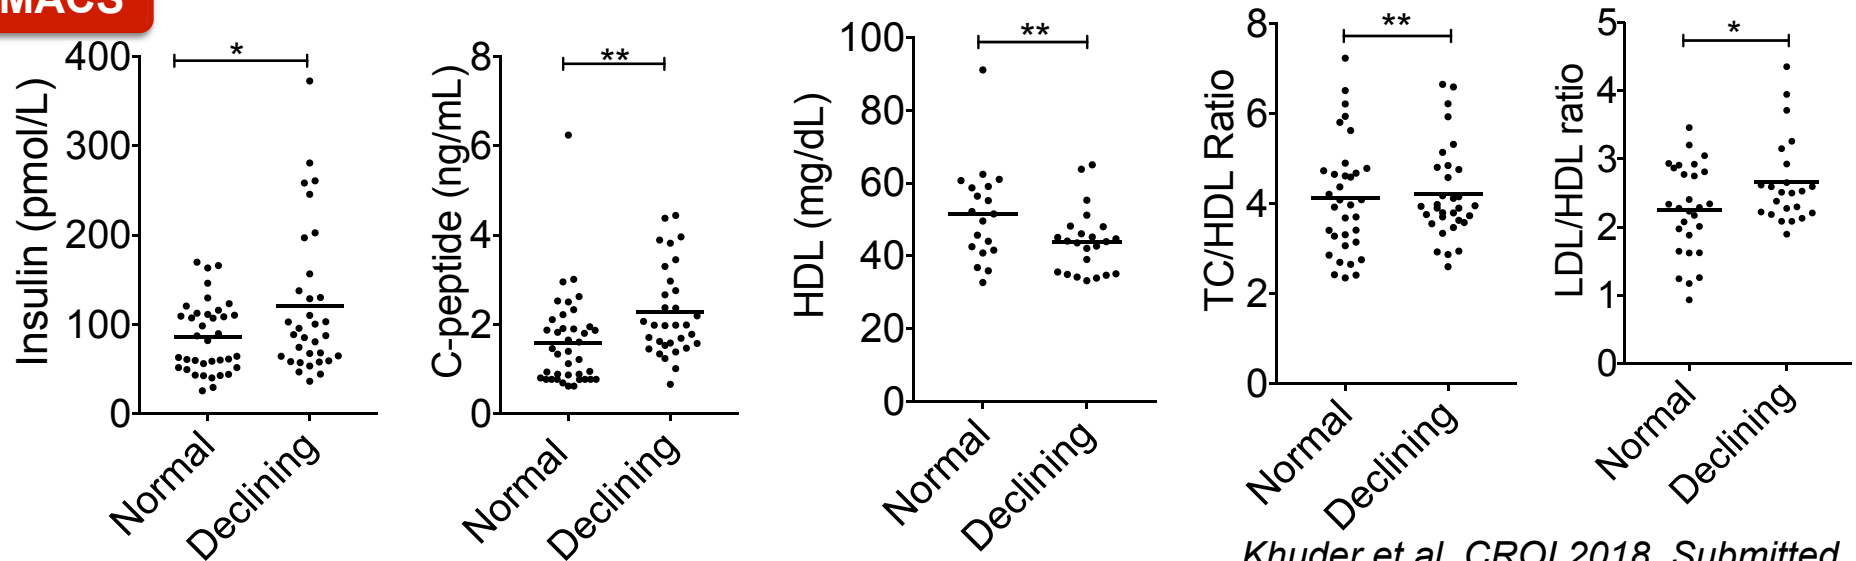 MACS
Insulin (pmol/L)
400
300
200
100
0
*
Normal
Declining
C-peptide (ng/mL)
8
6
4
2
0
**
Normal
Declining
HDL (mg/dL)
100
80
60
40
20
0
**
Normal
Declining
TC/HDL Ratio
8
6
4
2
0
**
Normal
Declining
LDL/HDL ratio
5
4
3
2
1
0
*
Normal
Declining
Khuder et al, CROI 2018, Submitted